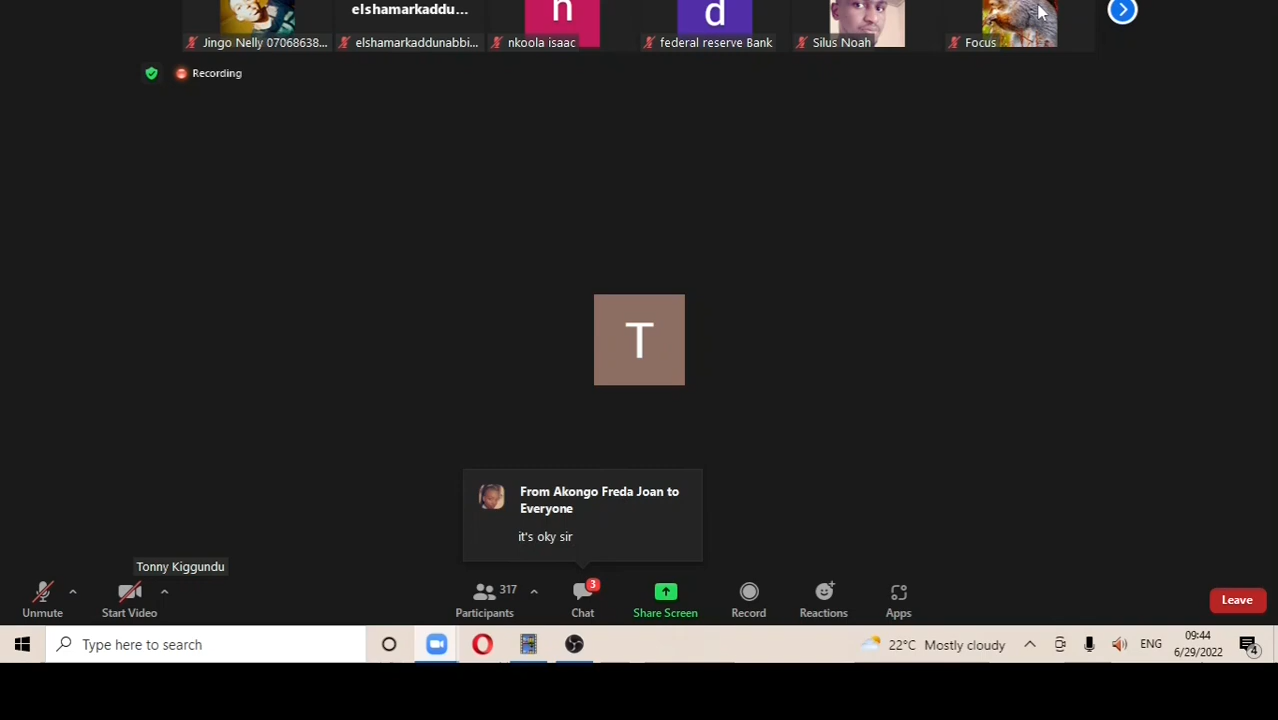 elshamarkaddu...
n
d
Jingo Nelly 07068638...
elshamarkaddunabbi...
nkoola isaac
federal reserve Bank
Silus Noah
Focus
Recording
T
From Akongo Freda Joan to
Everyone
it's oky sir
Tonny Kiggundu
317
3
Unmute
Start Video
Participants
Chat
Share Screen
Record
Reactions
Apps
Leave
Type here to search
22°C Mostly cloudy
ENG
09:44
6/29/2022
4